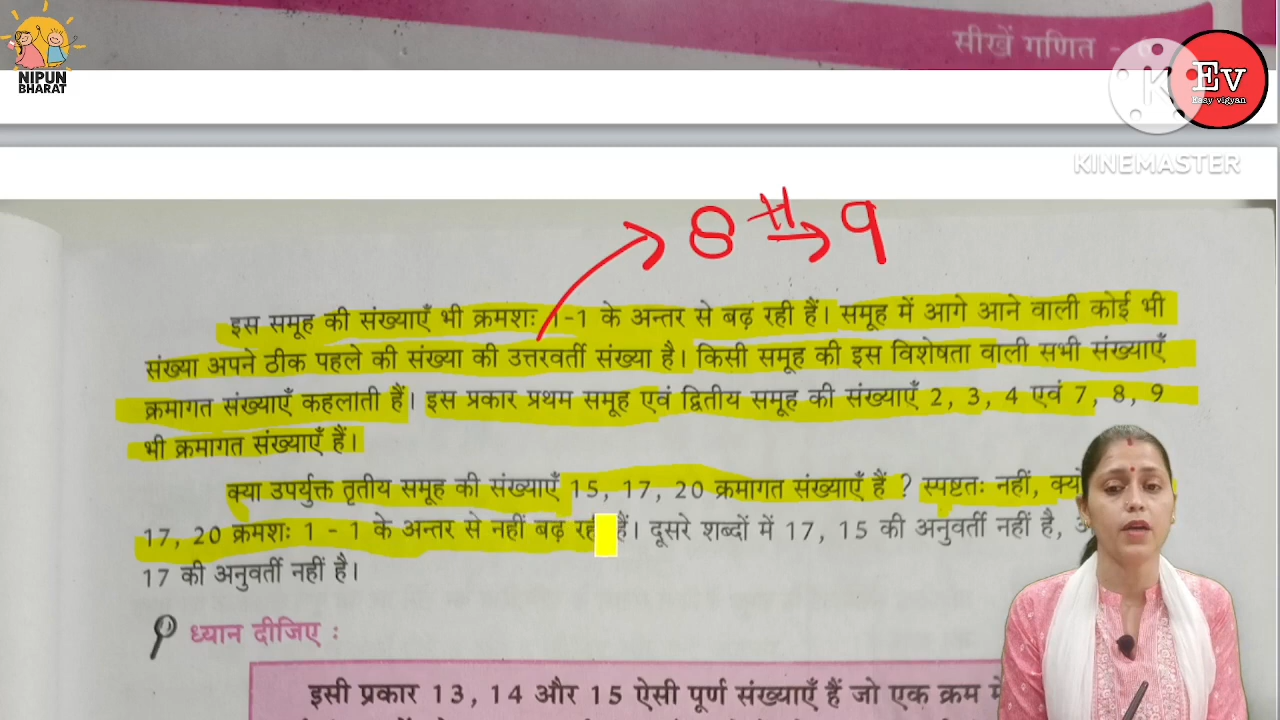 सीखें गणित -
NIPUN
BHARAT
K
Ev
Easy vigyan
KINEMASTER
8 +1 9
इस समूह की संख्याएँ भी क्रमशः 1-1 के अन्तर से बढ़ रही हैं। समूह में आगे आने वाली कोई भी
संख्या अपने ठीक पहले की संख्या की उत्तरवर्ती संख्या है। किसी समूह की इस विशेषता वाली सभी संख्याएँ
क्रमागत संख्याएँ कहलाती हैं। इस प्रकार प्रथम समूह एवं द्वितीय समूह की संख्याएँ 2, 3, 4 एवं 7, 8, 9
भी क्रमागत संख्याएँ हैं।
क्या उपर्युक्त तृतीय समूह की संख्याएँ 15, 17, 20 क्रमागत संख्याएँ हैं ? स्पष्टतः नहीं,
17, 20 क्रमशः 1 - 1 के अन्तर से नहीं बढ़ हैं। दूसरे शब्दों में 17, 15 की अनुवर्ती नहीं है,
17 की अनुवर्ती नहीं है।
ध्यान दीजिए :
इसी प्रकार 13, 14 और 15 ऐसी पूर्ण संख्याएँ हैं जो एक क्रम में